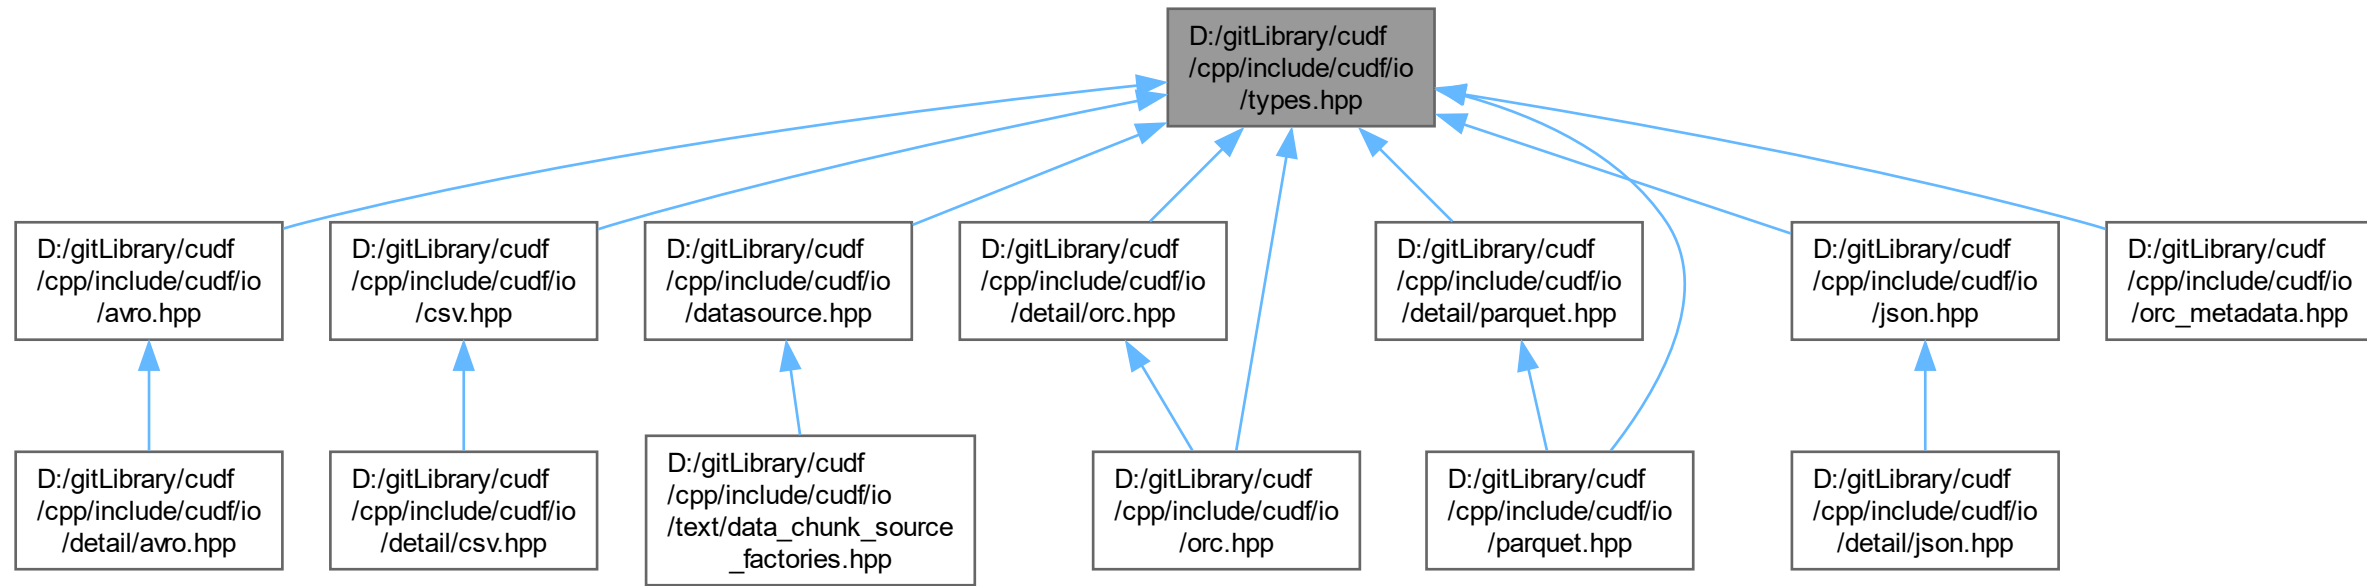 D:/gitLibrary/cudf
/cpp/include/cudf/io
/types.hpp
D:/gitLibrary/cudf
/cpp/include/cudf/io
/avro.hpp
D:/gitLibrary/cudf
/cpp/include/cudf/io
/csv.hpp
D:/gitLibrary/cudf
/cpp/include/cudf/io
/datasource.hpp
D:/gitLibrary/cudf
/cpp/include/cudf/io
/detail/orc.hpp
D:/gitLibrary/cudf
/cpp/include/cudf/io
/detail/parquet.hpp
D:/gitLibrary/cudf
/cpp/include/cudf/io
/json.hpp
D:/gitLibrary/cudf
/cpp/include/cudf/io
/orc_metadata.hpp
D:/gitLibrary/cudf
/cpp/include/cudf/io
/detail/avro.hpp
D:/gitLibrary/cudf
/cpp/include/cudf/io
/detail/csv.hpp
D:/gitLibrary/cudf
/cpp/include/cudf/io
/text/data_chunk_source
_factories.hpp
D:/gitLibrary/cudf
/cpp/include/cudf/io
/orc.hpp
D:/gitLibrary/cudf
/cpp/include/cudf/io
/parquet.hpp
D:/gitLibrary/cudf
/cpp/include/cudf/io
/detail/json.hpp